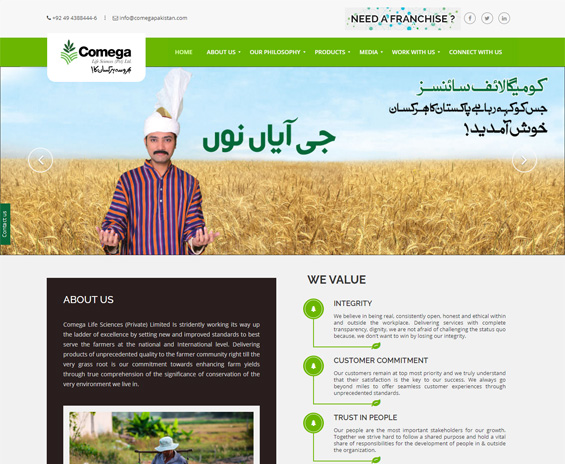 +92 49 4388444-6 | info@comegapakistan.com
NEED A FRANCHISE ?
Comega
Life Sciences (Pvt) Ltd.
HOME ABOUT US OUR PHILOSOPHY PRODUCTS MEDIA WORK WITH US CONNECT WITH US
کومیگا لائف سائنسز
جس کو کہہ رہا ہے پاکستان کا ہر کسان
خوش آمدید!
جی آیاں نوں
Contact us
ABOUT US
Comega Life Sciences (Private) Limited is stridently working its way up
the ladder of excellence by setting new and improved standards to best
serve the farmers at the national and international level. Delivering
products of unprecedented quality to the farmer community right till the
very grass root is our commitment towards enhancing farm yields
through true comprehension of the significance of conservation of the
very environment we live in.
WE VALUE
INTEGRITY
We believe in being real, consistently open, honest and ethical within
and outside the workplace. Delivering services with complete
transparency, dignity, we are not afraid of challenging the status quo
because, we don't want to win by losing our integrity.
CUSTOMER COMMITMENT
Our customers remain at top most priority and we truly understand
that their satisfaction is the key to our success. We always go
beyond miles to offer seamless customer experiences through
unprecedented standards.
TRUST IN PEOPLE
Our people are the most important stakeholders for our growth.
Together we strive hard to follow a shared purpose and hold a vital
share of responsibilities for the development of people in & outside
the organization.